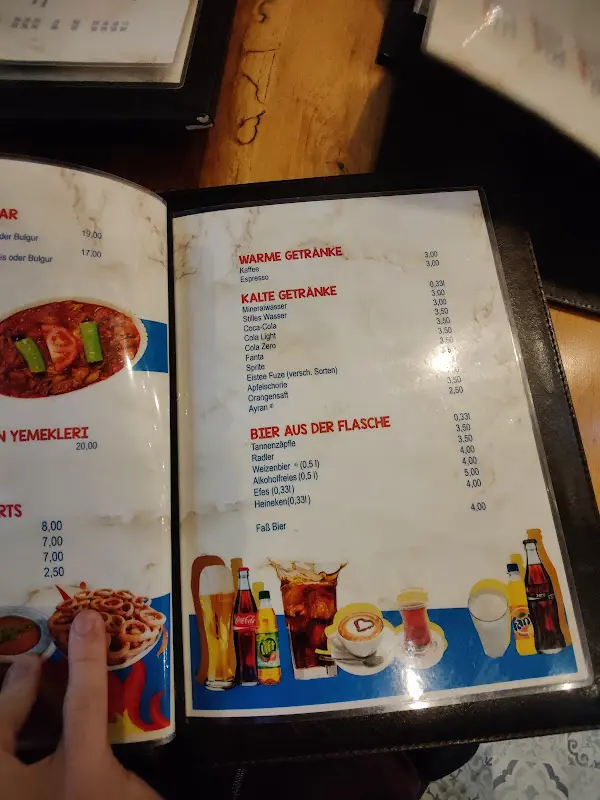 AR
der Bulgur 19,00
is oder Bulgur 17,00
N YEMEKLERI
20,00
RTS
8,00
7,00
7,00
2,50
WARME GETRÄNKE
Kaffee 3,00
Espresso 3,00
KALTE GETRÄNKE
0,33l
Mineralwasser 3,00
Stilles Wasser 3,00
Coca-Cola 3,50
Cola Light 3,50
Cola Zero 3,50
Fanta
Sprite
Eistee Fuze (versch. Sorten)
Apfelschorle
Orangensaft 3,50
Ayran 2,50
BIER AUS DER FLASCHE
0,33l
Tannenzäpfle 3,50
Radler 3,50
Weizenbier (0,5 l) 4,00
Alkoholfreies (0,5 l) 4,00
Efes (0,33l) 5,00
Heineken(0,33l) 4,00
Faß Bier 4,00
Coca-Cola